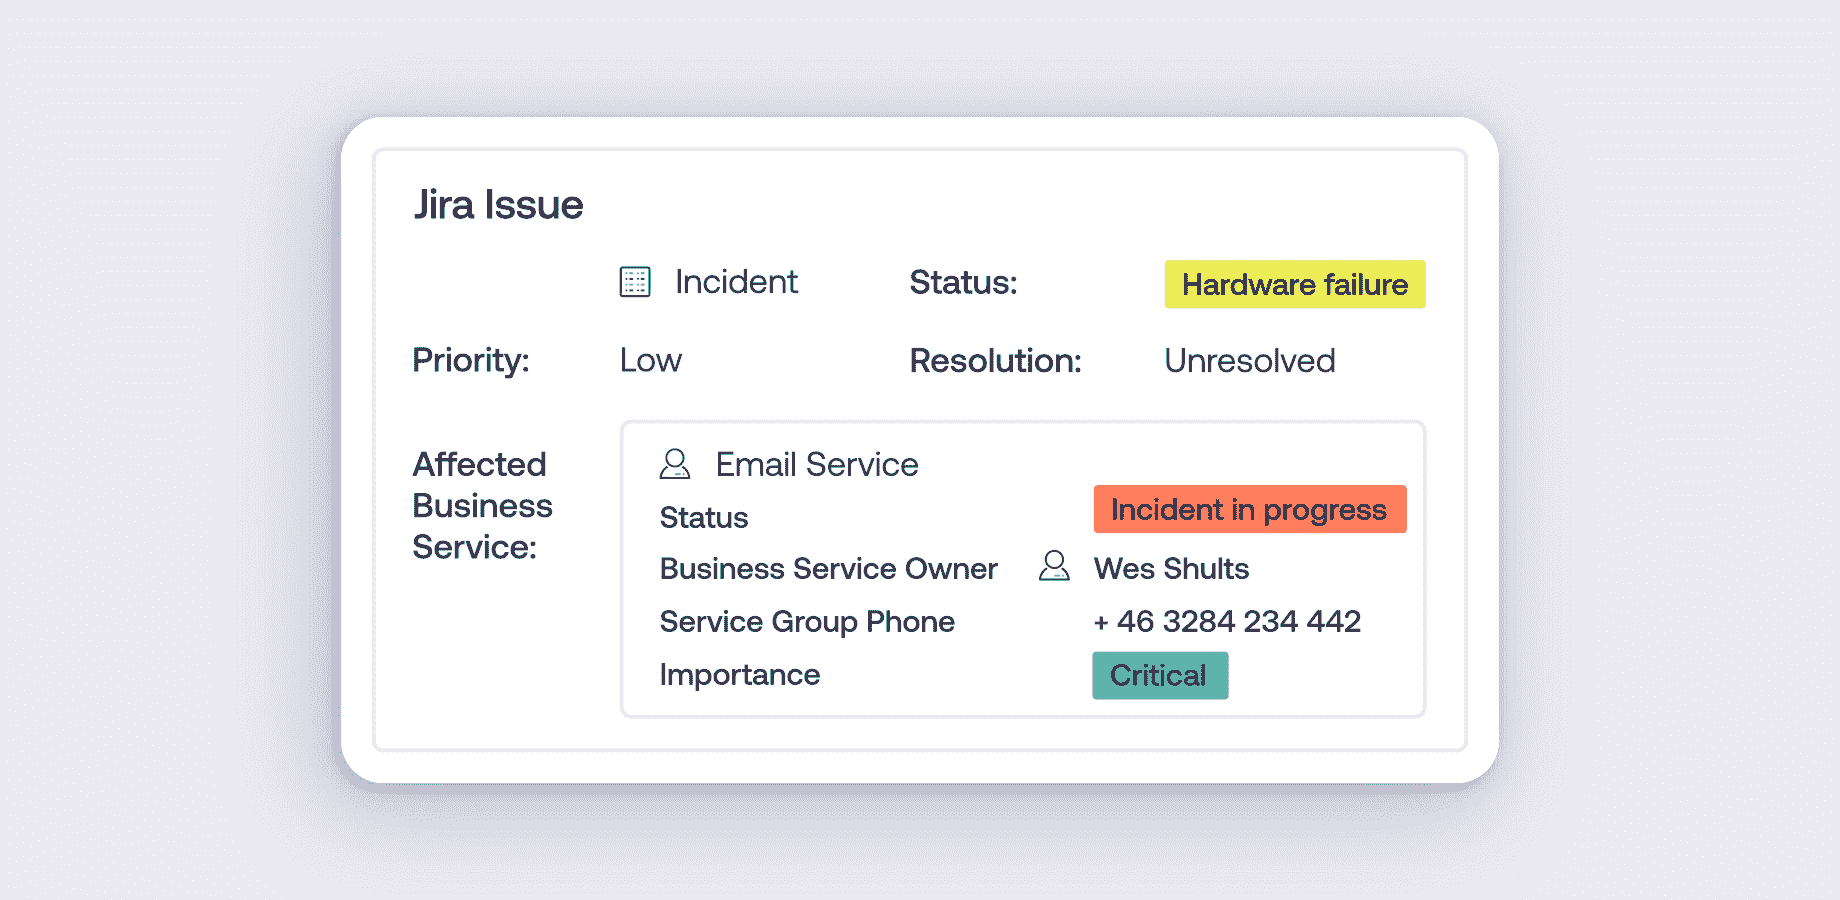 Jira Issue
Incident Status: Hardware failure
Priority: Low Resolution: Unresolved
Affected
Business
Service:
Email Service
Status Incident in progress
Business Service Owner Wes Shults
Service Group Phone + 46 3284 234 442
Importance Critical